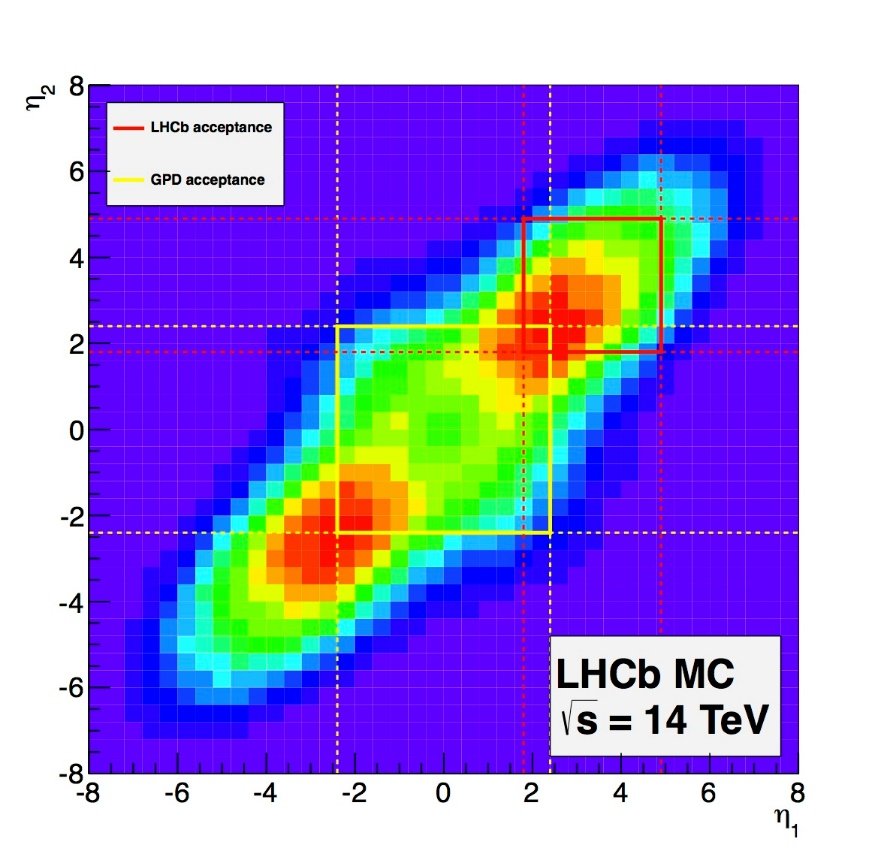 η2
8
LHCb acceptance
GPD acceptance
6
4
2
0
-2
-4
-6
-8
LHCb MC
√s = 14 TeV
-8 -6 -4 -2 0 2 4 6 8
η1